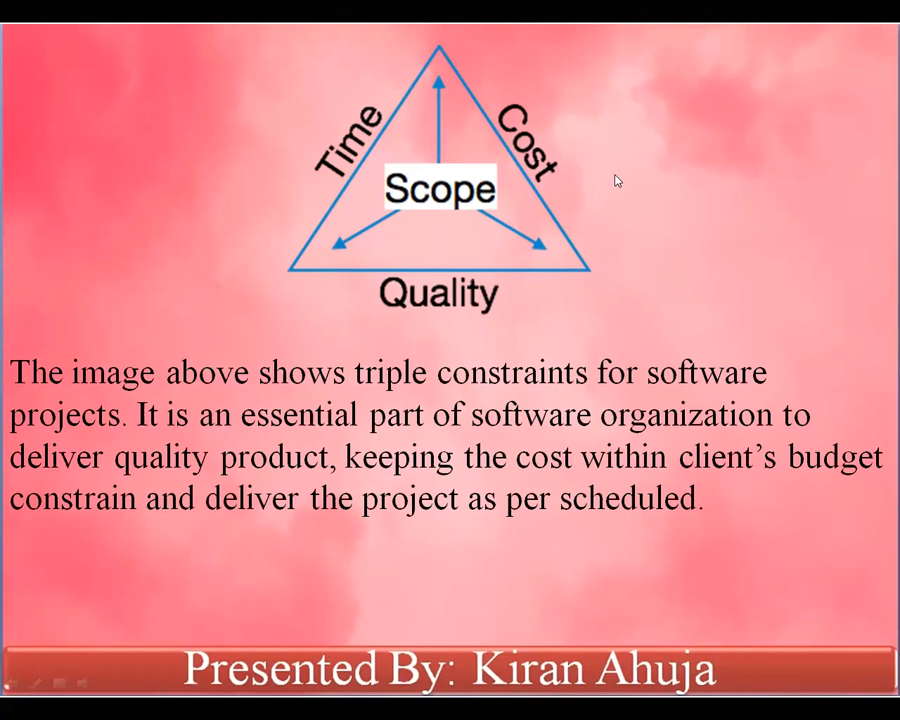 Time
Cost
Scope
Quality
The image above shows triple constraints for software
projects. It is an essential part of software organization to
deliver quality product, keeping the cost within client’s budget
constrain and deliver the project as per scheduled.
Presented By: Kiran Ahuja